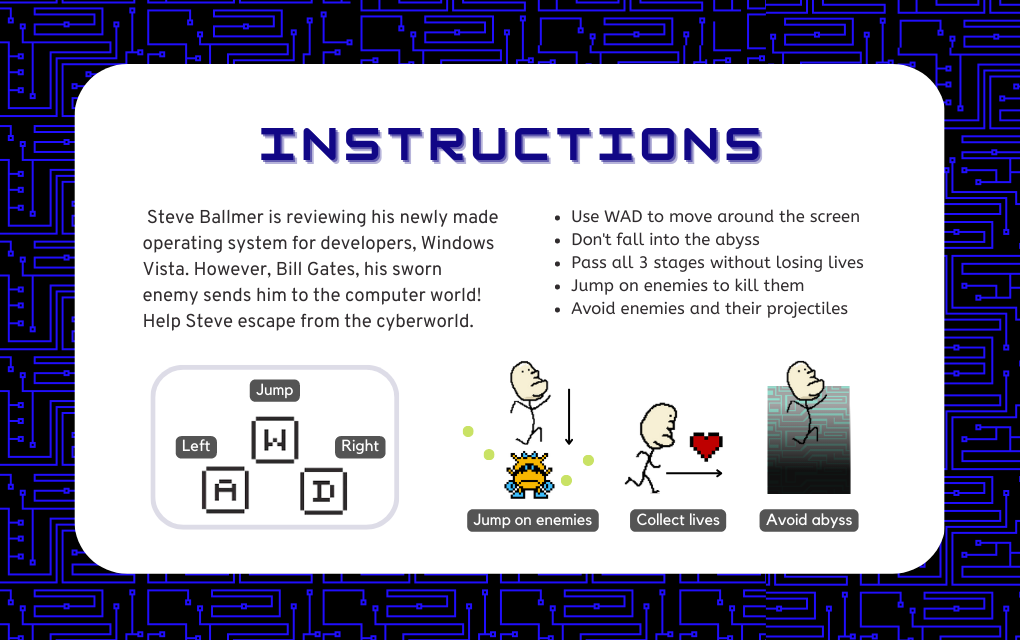 INSTRUCTIONS
Steve Ballmer is reviewing his newly made
operating system for developers, Windows
Vista. However, Bill Gates, his sworn
enemy sends him to the computer world!
Help Steve escape from the cyberworld.
• Use WAD to move around the screen
• Don't fall into the abyss
• Pass all 3 stages without losing lives
• Jump on enemies to kill them
• Avoid enemies and their projectiles
Jump
W
Left
Right
A
D
Jump on enemies
Collect lives
Avoid abyss